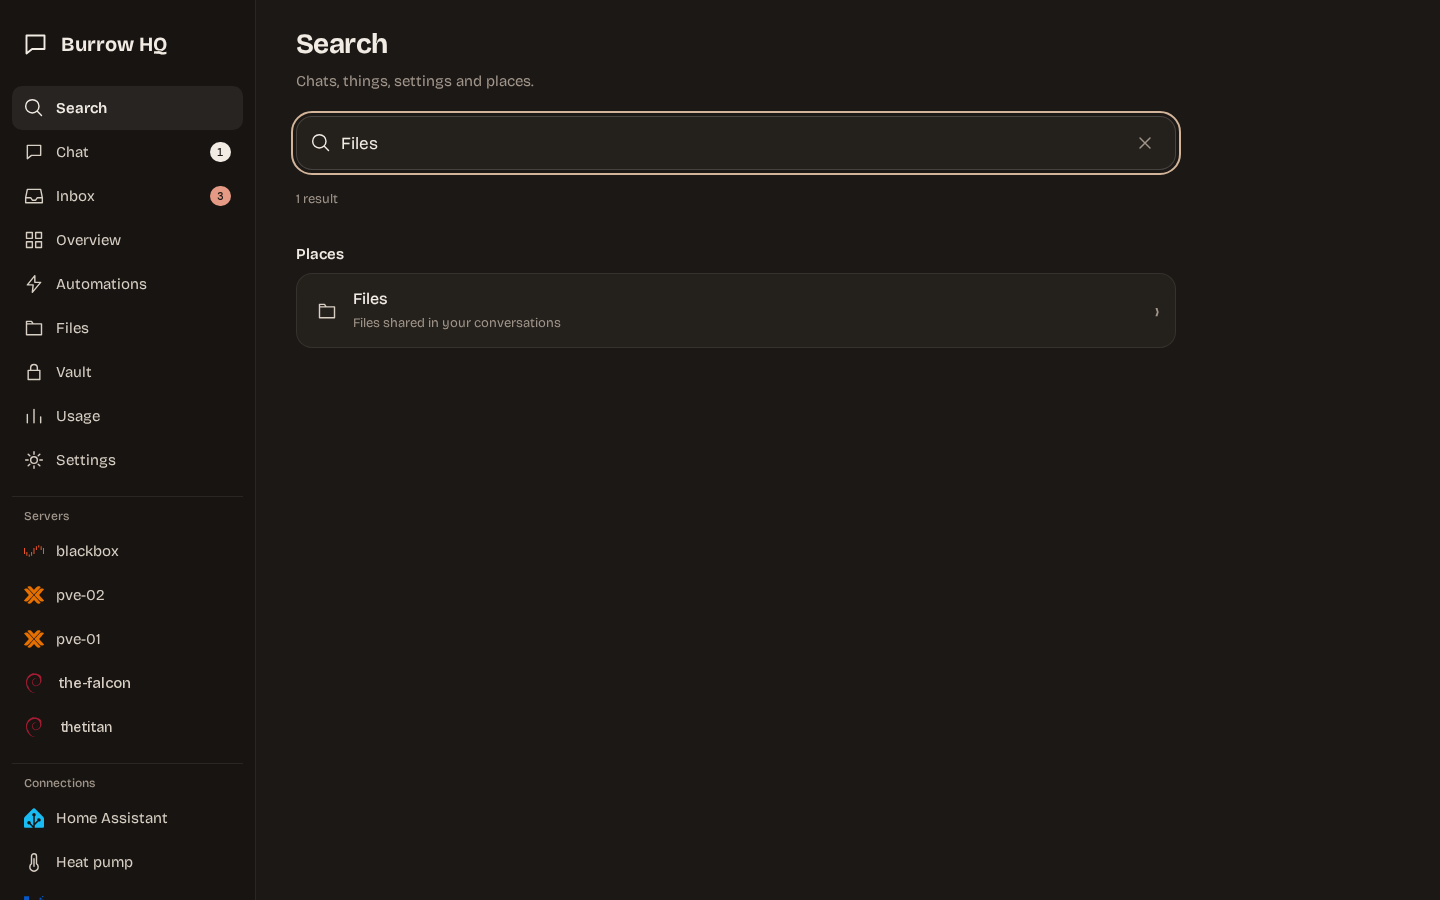 Burrow HQ
Search
Chat
1
Inbox
3
Overview
Automations
Files
Vault
Usage
Settings
Servers
blackbox
pve-02
pve-01
the-falcon
thetitan
Connections
Home Assistant
Heat pump
Search
Chats, things, settings and places.
Files
1 result
Places
Files
Files shared in your conversations